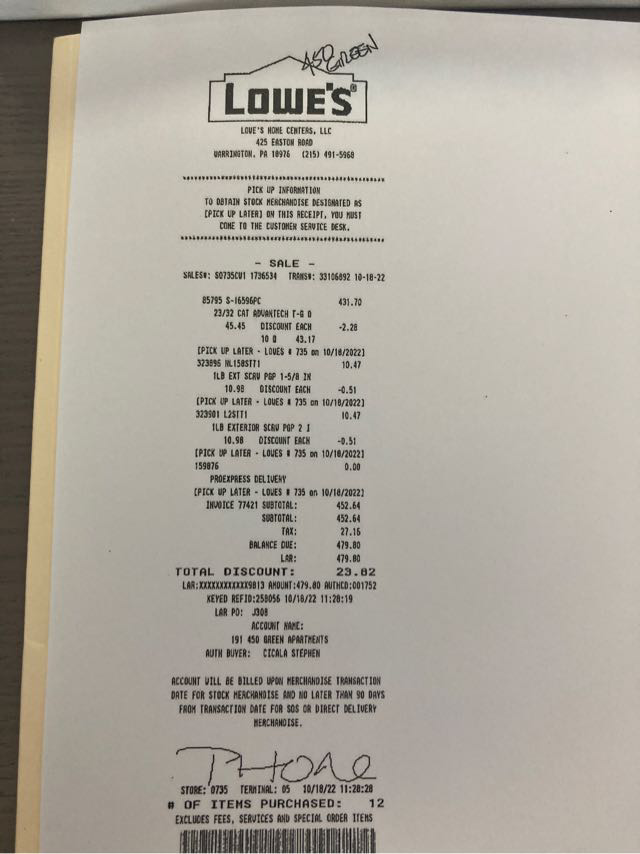 450
GREEN
LOWE'S®
LOWE'S HOME CENTERS, LLC
425 EASTON ROAD
WARRINGTON, PA 18976 (215) 491-5968
PICK UP INFORMATION
TO OBTAIN STOCK MERCHANDISE DESIGNATED AS
[PICK UP LATER] ON THIS RECEIPT, YOU MUST
COME TO THE CUSTOMER SERVICE DESK.
- SALE -
SALES#: S0735CU1 1736534 TRANS#: 33106892 10-18-22
85795 S-16596PC 431.70
23/32 CAT ADVANTECH T-G O
45.45 DISCOUNT EACH -2.28
10 @ 43.17
[PICK UP LATER - LOWES # 735 on 10/18/2022]
323896 NL158ST1 10.47
1LB EXT SCRW PGP 1-5/8 IN
10.98 DISCOUNT EACH -0.51
[PICK UP LATER - LOWES # 735 on 10/18/2022]
323901 L2ST1 10.47
1LB EXTERIOR SCRW PGP 2 I
10.98 DISCOUNT EACH -0.51
[PICK UP LATER - LOWES # 735 on 10/18/2022]
159876 0.00
PROEXPRESS DELIVERY
[PICK UP LATER - LOWES # 735 on 10/18/2022]
INVOICE 77421 SUBTOTAL: 452.64
SUBTOTAL: 452.64
TAX: 27.16
BALANCE DUE: 479.80
LAR: 479.80
TOTAL DISCOUNT: 23.82
LAR:XXXXXXXXXXXX9813 AMOUNT:479.80 AUTHCD:001752
KEYED REFID:258056 10/18/22 11:28:19
LAR PO: J308
ACCOUNT NAME:
191 450 GREEN APARTMENTS
AUTH BUYER: CICALA STEPHEN
ACCOUNT WILL BE BILLED UPON MERCHANDISE TRANSACTION
DATE FOR STOCK MERCHANDISE AND NO LATER THAN 90 DAYS
FROM TRANSACTION DATE FOR SOS OR DIRECT DELIVERY
MERCHANDISE.
PHONE
STORE: 0735 TERMINAL: 05 10/18/22 11:28:28
# OF ITEMS PURCHASED: 12
EXCLUDES FEES, SERVICES AND SPECIAL ORDER ITEMS